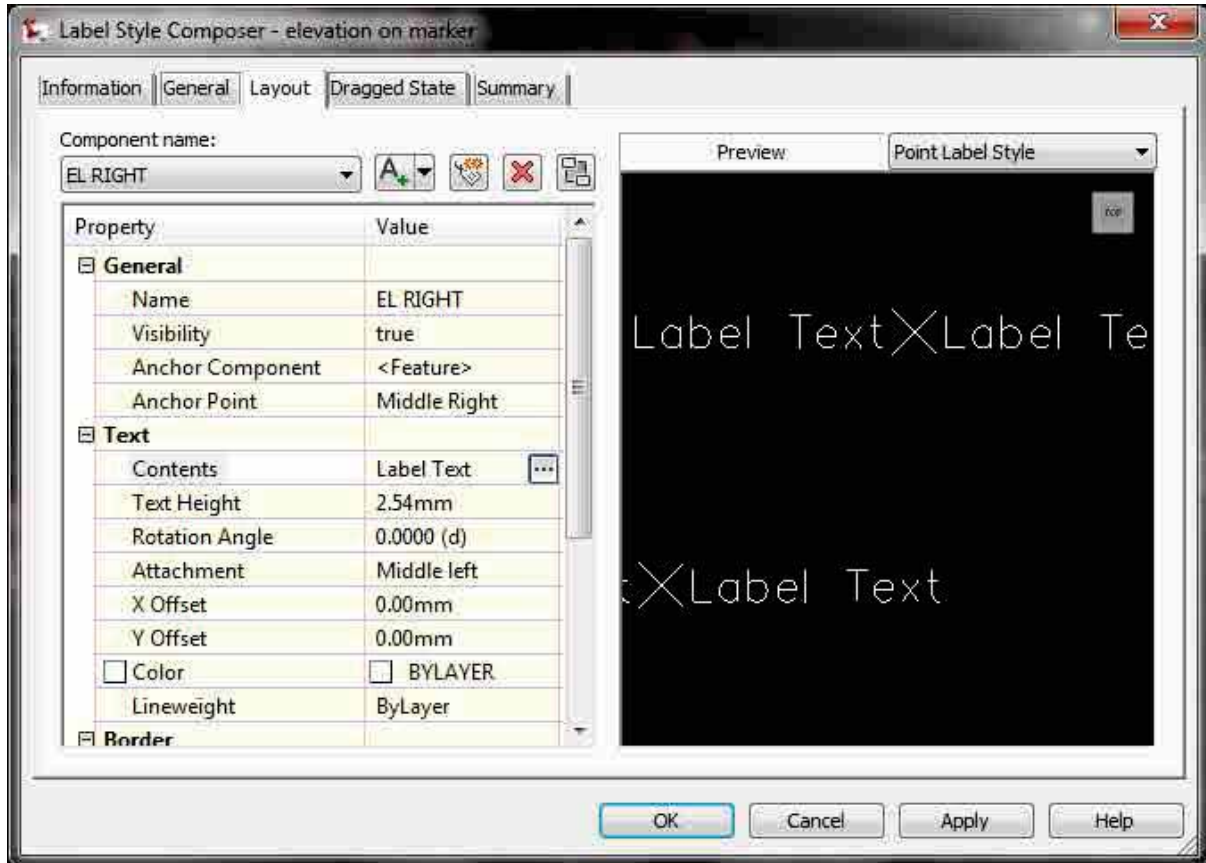 Label Style Composer - elevation on marker
Information General Layout Dragged State Summary
Component name:
EL RIGHT
Preview Point Label Style
Property Value
General
Name EL RIGHT
Visibility true
Anchor Component <Feature>
Anchor Point Middle Right
Text
Contents Label Text ...
Text Height 2.54mm
Rotation Angle 0.0000 (d)
Attachment Middle left
X Offset 0.00mm
Y Offset 0.00mm
Color BYLAYER
Lineweight ByLayer
Border
TOP
Label Text Label Te
t Label Text
OK Cancel Apply Help